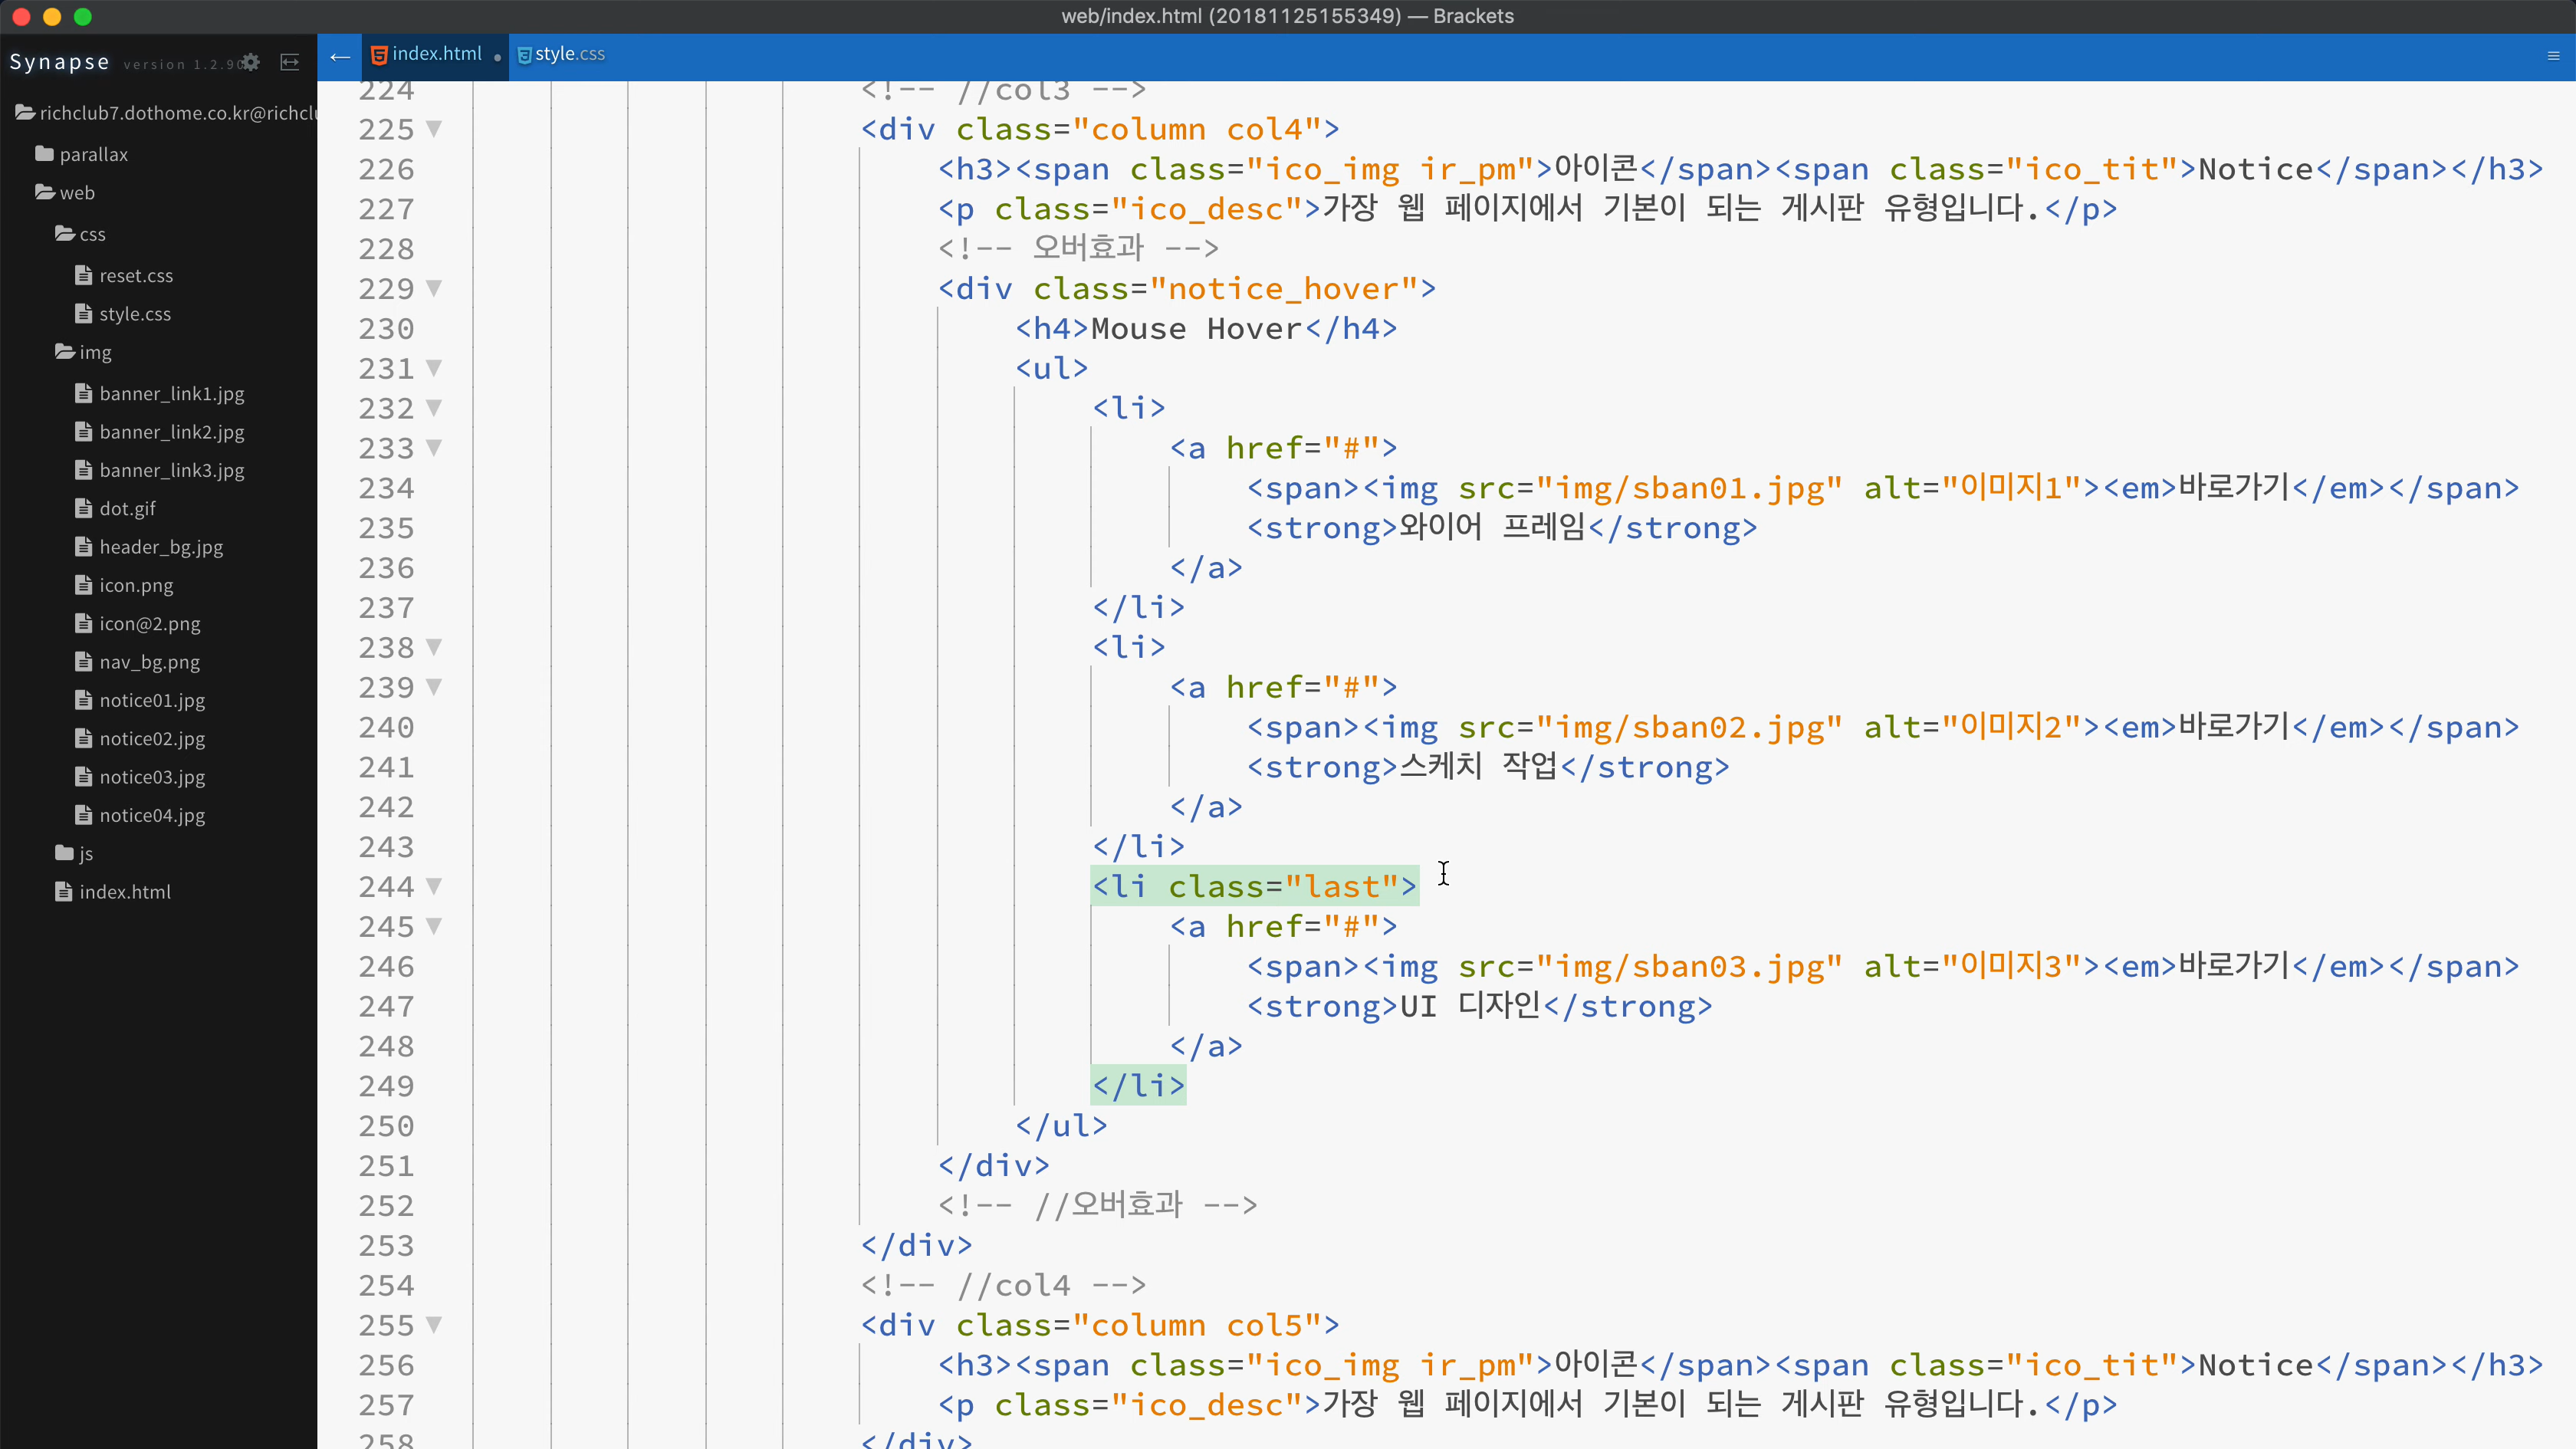 web/index.html (20181125155349) — Brackets
Synapse version 1.2.90
index.html
style.css
richclub7.dothome.co.kr@richclu
parallax
web
css
reset.css
style.css
img
banner_link1.jpg
banner_link2.jpg
banner_link3.jpg
dot.gif
header_bg.jpg
icon.png
icon@2.png
nav_bg.png
notice01.jpg
notice02.jpg
notice03.jpg
notice04.jpg
js
index.html
224 <!-- //col3 -->
225 <div class="column col4">
226 <h3><span class="ico_img ir_pm">아이콘</span><span class="ico_tit">Notice</span></h3>
227 <p class="ico_desc">가장 웹 페이지에서 기본이 되는 게시판 유형입니다.</p>
228 <!-- 오버효과 -->
229 <div class="notice_hover">
230 <h4>Mouse Hover</h4>
231 <ul>
232 <li>
233 <a href="#">
234 <span><img src="img/sban01.jpg" alt="이미지1"><em>바로가기</em></span>
235 <strong>와이어 프레임</strong>
236 </a>
237 </li>
238 <li>
239 <a href="#">
240 <span><img src="img/sban02.jpg" alt="이미지2"><em>바로가기</em></span>
241 <strong>스케치 작업</strong>
242 </a>
243 </li>
244 <li class="last">
245 <a href="#">
246 <span><img src="img/sban03.jpg" alt="이미지3"><em>바로가기</em></span>
247 <strong>UI 디자인</strong>
248 </a>
249 </li>
250 </ul>
251 </div>
252 <!-- //오버효과 -->
253 </div>
254 <!-- //col4 -->
255 <div class="column col5">
256 <h3><span class="ico_img ir_pm">아이콘</span><span class="ico_tit">Notice</span></h3>
257 <p class="ico_desc">가장 웹 페이지에서 기본이 되는 게시판 유형입니다.</p>
258 </div>